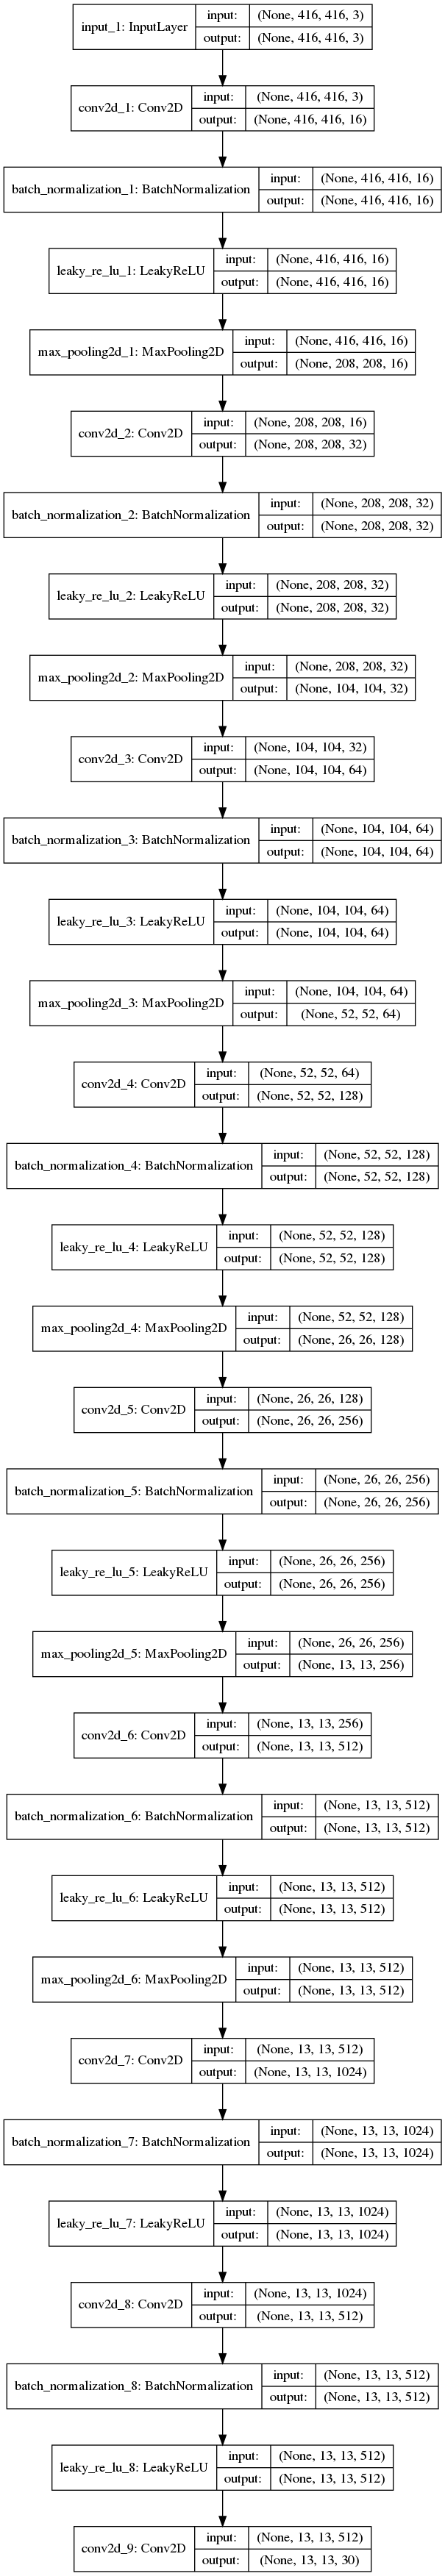 input_1: InputLayer
input: (None, 416, 416, 3)
output: (None, 416, 416, 3)
conv2d_1: Conv2D
input: (None, 416, 416, 3)
output: (None, 416, 416, 16)
batch_normalization_1: BatchNormalization
input: (None, 416, 416, 16)
output: (None, 416, 416, 16)
leaky_re_lu_1: LeakyReLU
input: (None, 416, 416, 16)
output: (None, 416, 416, 16)
max_pooling2d_1: MaxPooling2D
input: (None, 416, 416, 16)
output: (None, 208, 208, 16)
conv2d_2: Conv2D
input: (None, 208, 208, 16)
output: (None, 208, 208, 32)
batch_normalization_2: BatchNormalization
input: (None, 208, 208, 32)
output: (None, 208, 208, 32)
leaky_re_lu_2: LeakyReLU
input: (None, 208, 208, 32)
output: (None, 208, 208, 32)
max_pooling2d_2: MaxPooling2D
input: (None, 208, 208, 32)
output: (None, 104, 104, 32)
conv2d_3: Conv2D
input: (None, 104, 104, 32)
output: (None, 104, 104, 64)
batch_normalization_3: BatchNormalization
input: (None, 104, 104, 64)
output: (None, 104, 104, 64)
leaky_re_lu_3: LeakyReLU
input: (None, 104, 104, 64)
output: (None, 104, 104, 64)
max_pooling2d_3: MaxPooling2D
input: (None, 104, 104, 64)
output: (None, 52, 52, 64)
conv2d_4: Conv2D
input: (None, 52, 52, 64)
output: (None, 52, 52, 128)
batch_normalization_4: BatchNormalization
input: (None, 52, 52, 128)
output: (None, 52, 52, 128)
leaky_re_lu_4: LeakyReLU
input: (None, 52, 52, 128)
output: (None, 52, 52, 128)
max_pooling2d_4: MaxPooling2D
input: (None, 52, 52, 128)
output: (None, 26, 26, 128)
conv2d_5: Conv2D
input: (None, 26, 26, 128)
output: (None, 26, 26, 256)
batch_normalization_5: BatchNormalization
input: (None, 26, 26, 256)
output: (None, 26, 26, 256)
leaky_re_lu_5: LeakyReLU
input: (None, 26, 26, 256)
output: (None, 26, 26, 256)
max_pooling2d_5: MaxPooling2D
input: (None, 26, 26, 256)
output: (None, 13, 13, 256)
conv2d_6: Conv2D
input: (None, 13, 13, 256)
output: (None, 13, 13, 512)
batch_normalization_6: BatchNormalization
input: (None, 13, 13, 512)
output: (None, 13, 13, 512)
leaky_re_lu_6: LeakyReLU
input: (None, 13, 13, 512)
output: (None, 13, 13, 512)
max_pooling2d_6: MaxPooling2D
input: (None, 13, 13, 512)
output: (None, 13, 13, 512)
conv2d_7: Conv2D
input: (None, 13, 13, 512)
output: (None, 13, 13, 1024)
batch_normalization_7: BatchNormalization
input: (None, 13, 13, 1024)
output: (None, 13, 13, 1024)
leaky_re_lu_7: LeakyReLU
input: (None, 13, 13, 1024)
output: (None, 13, 13, 1024)
conv2d_8: Conv2D
input: (None, 13, 13, 1024)
output: (None, 13, 13, 512)
batch_normalization_8: BatchNormalization
input: (None, 13, 13, 512)
output: (None, 13, 13, 512)
leaky_re_lu_8: LeakyReLU
input: (None, 13, 13, 512)
output: (None, 13, 13, 512)
conv2d_9: Conv2D
input: (None, 13, 13, 512)
output: (None, 13, 13, 30)